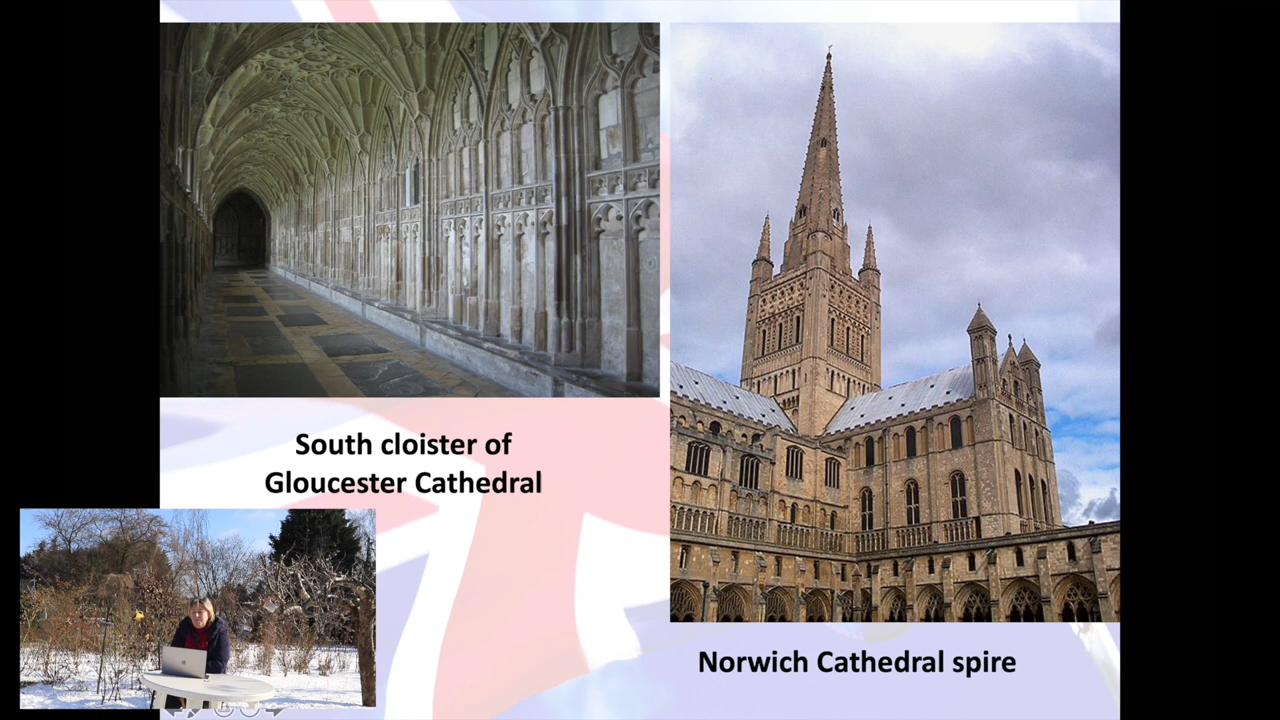 South cloister of
Gloucester Cathedral
Norwich Cathedral spire